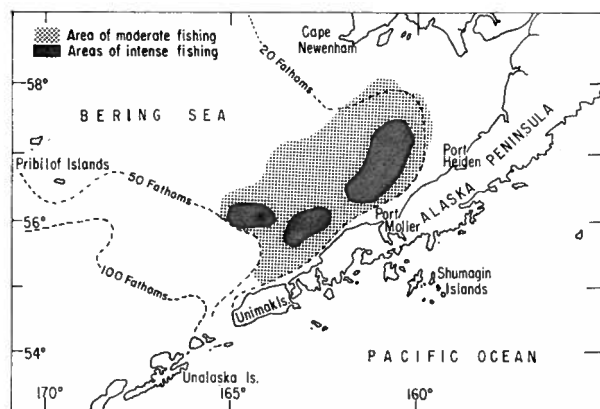 Area of moderate fishing
Areas of intense fishing
Cape
Newenham
20 Fathoms
58°
BERING SEA
Port
Heiden
ALASKA PENINSULA
Pribilof Islands
50 Fathoms
56°
Port
Moller
100 Fathoms
Shumagin
Islands
Unimak Is.
54°
PACIFIC OCEAN
Unalaska Is.
170°
165°
160°